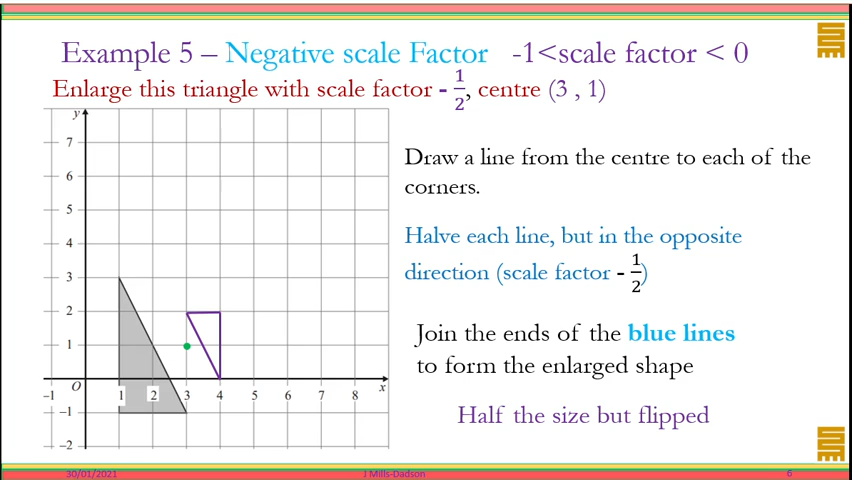 Example 5 – Negative scale Factor -1<scale factor < 0
Enlarge this triangle with scale factor - 1/2, centre (3 , 1)
Draw a line from the centre to each of the
corners.
Halve each line, but in the opposite
direction (scale factor - 1/2)
Join the ends of the blue lines
to form the enlarged shape
Half the size but flipped
y
7
6
5
4
3
2
1
O
–1 1 2 3 4 5 6 7 8 x
–1
–2
30/01/2021 J Mills-Dadson 6